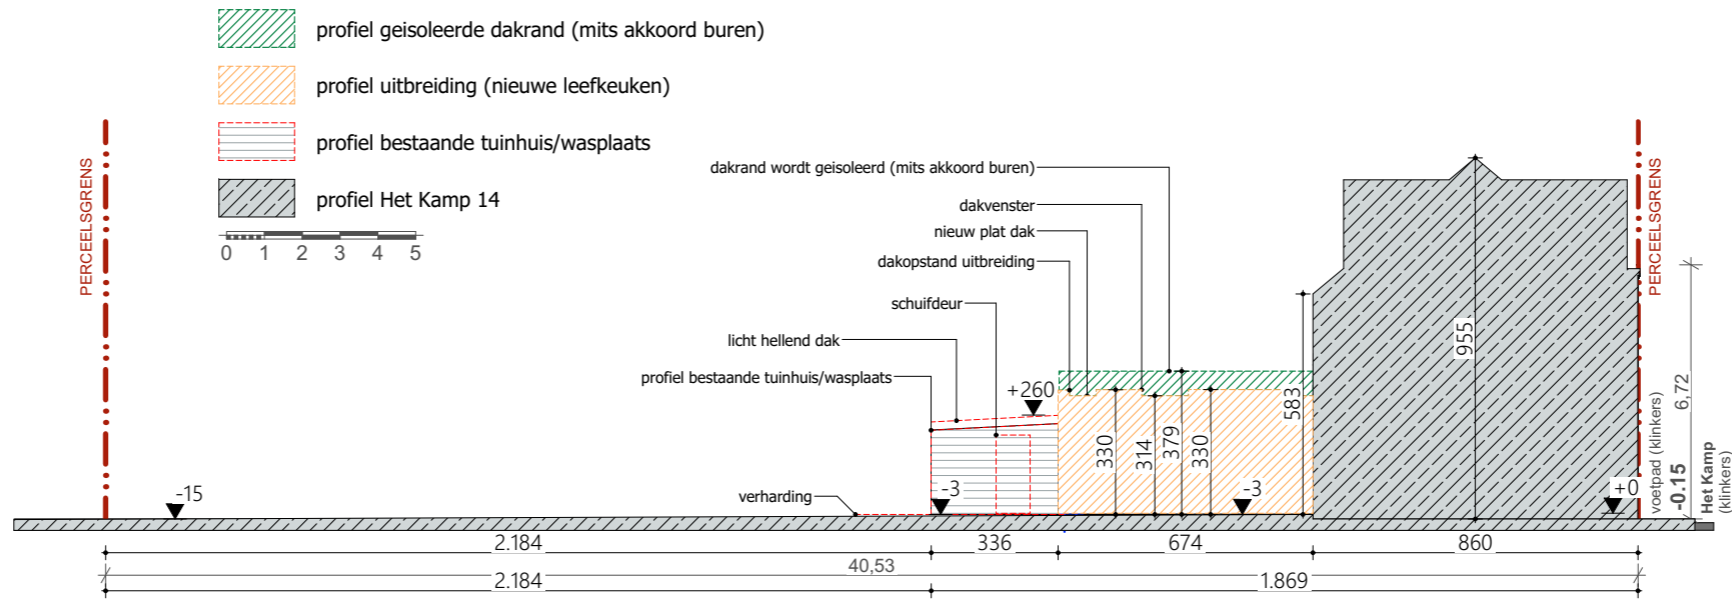 profiel geisoleerde dakrand (mits akkoord buren)
profiel uitbreiding (nieuwe leefkeuken)
profiel bestaande tuinhuis/wasplaats
profiel Het Kamp 14
0 1 2 3 4 5
PERCEELSGRENS
PERCEELSGRENS
dakrand wordt geisoleerd (mits akkoord buren)
dakvenster
nieuw plat dak
dakopstand uitbreiding
schuifdeur
licht hellend dak
profiel bestaande tuinhuis/wasplaats
verharding
+260
330
314
379
330
583
955
6,72
-15
-3
-3
+0
voetpad (klinkers)
-0.15
Het Kamp
(klinkers)
2.184 336 674 860
40,53
2.184 1.869